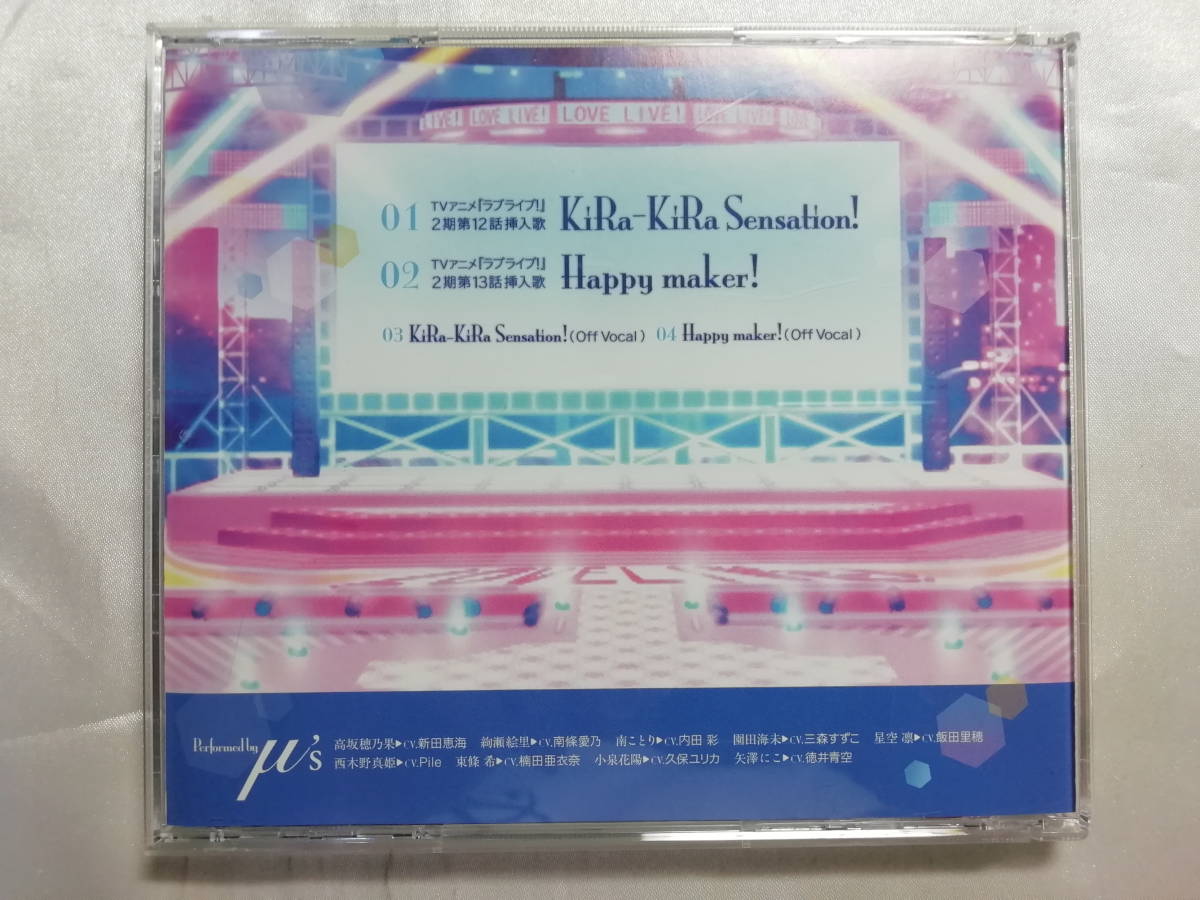 LIVE! LOVE LIVE! LOVE LIVE! LOVE LIVE! LOVE
01 TVアニメ『ラブライブ!』 KiRa-KiRa Sensation!
2期第12話挿入歌
02 TVアニメ『ラブライブ!』 Happy maker!
2期第13話挿入歌
03 KiRa-KiRa Sensation!(Off Vocal) 04 Happy maker!(Off Vocal)
Performed by μ's
高坂穂乃果▶CV.新田恵海 絢瀬絵里▶CV.南條愛乃 南ことり▶CV.内田 彩 園田海未▶CV.三森すずこ 星空 凛▶CV.飯田里穂
西木野真姫▶CV.Pile 東條 希▶CV.楠田亜衣奈 小泉花陽▶CV.久保ユリカ 矢澤にこ▶CV.徳井青空